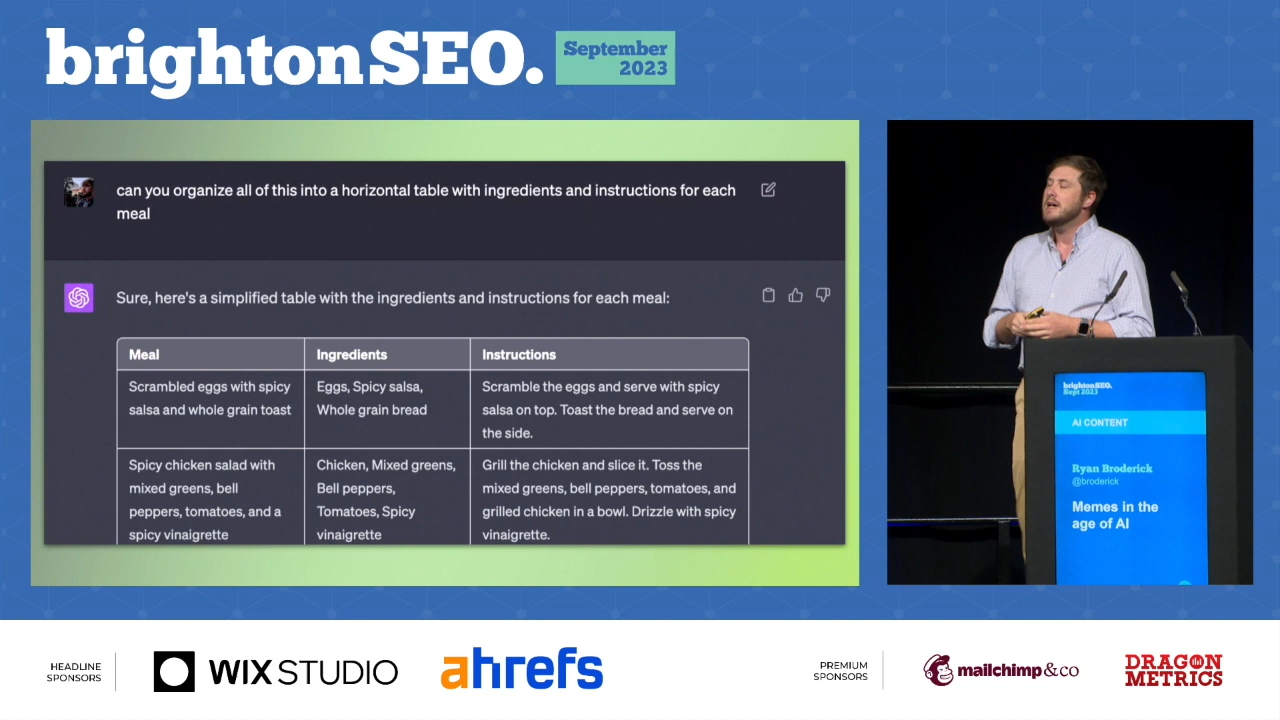 brightonSEO.
September
2023
can you organize all of this into a horizontal table with ingredients and instructions for each
meal
Sure, here's a simplified table with the ingredients and instructions for each meal:
Meal Ingredients Instructions
Scrambled eggs with spicy Eggs, Spicy salsa, Scramble the eggs and serve with spicy
salsa and whole grain toast Whole grain bread salsa on top. Toast the bread and serve on
the side.
Spicy chicken salad with Chicken, Mixed greens, Grill the chicken and slice it. Toss the
mixed greens, bell Bell peppers, mixed greens, bell peppers, tomatoes, and
peppers, tomatoes, and a Tomatoes, Spicy grilled chicken in a bowl. Drizzle with spicy
spicy vinaigrette vinaigrette vinaigrette.
brightonSEO.
Sept 2023
AI CONTENT
Ryan Broderick
@broderick
Memes in the
age of AI
HEADLINE
SPONSORS
WIX STUDIO
ahrefs
PREMIUM
SPONSORS
mailchimp&co
DRAGON
METRICS